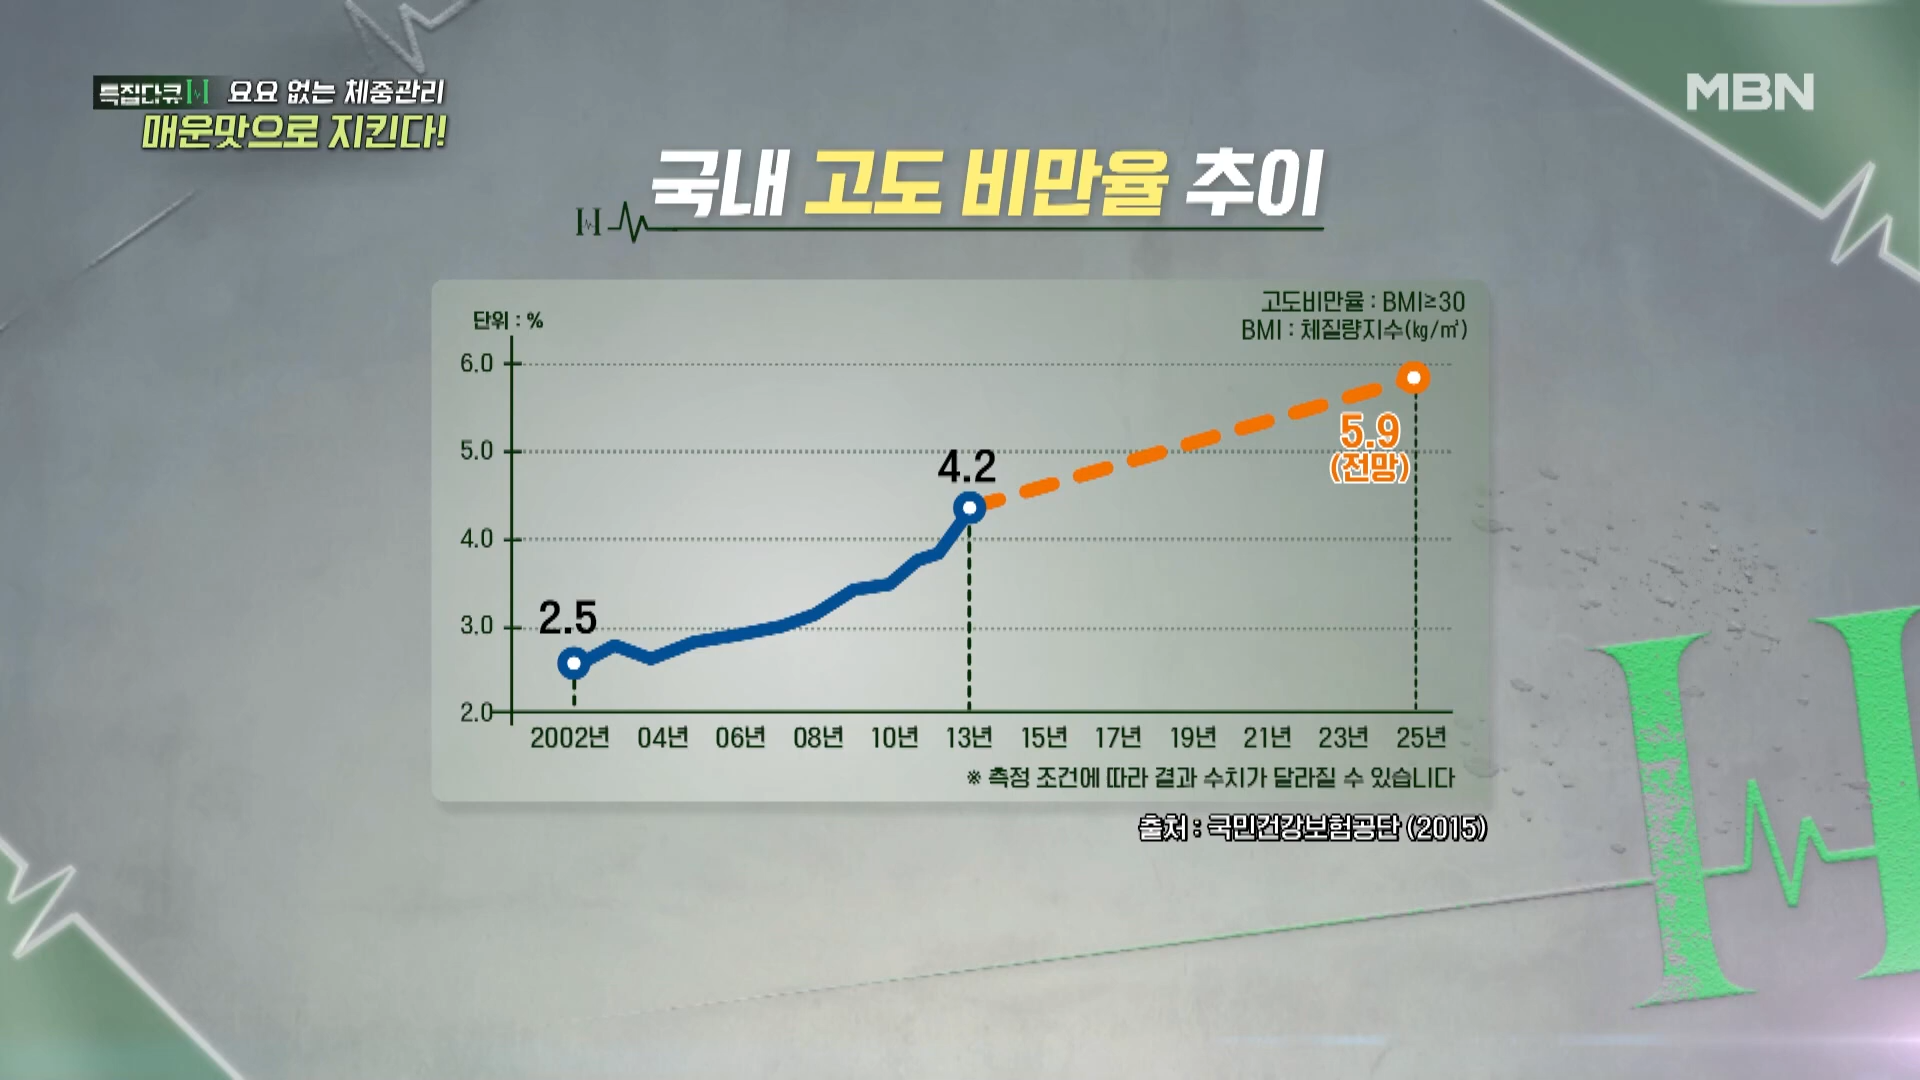 특집다큐H 요요 없는 체중관리
매운맛으로 지킨다!
MBN
국내 고도 비만율 추이
단위 : %
고도비만율 : BMI≥30
BMI : 체질량지수(㎏/㎡)
6.0
5.0
4.0
3.0
2.0
2.5
4.2
5.9
(전망)
2002년 04년 06년 08년 10년 13년 15년 17년 19년 21년 23년 25년
※ 측정 조건에 따라 결과 수치가 달라질 수 있습니다
출처 : 국민건강보험공단 (2015)